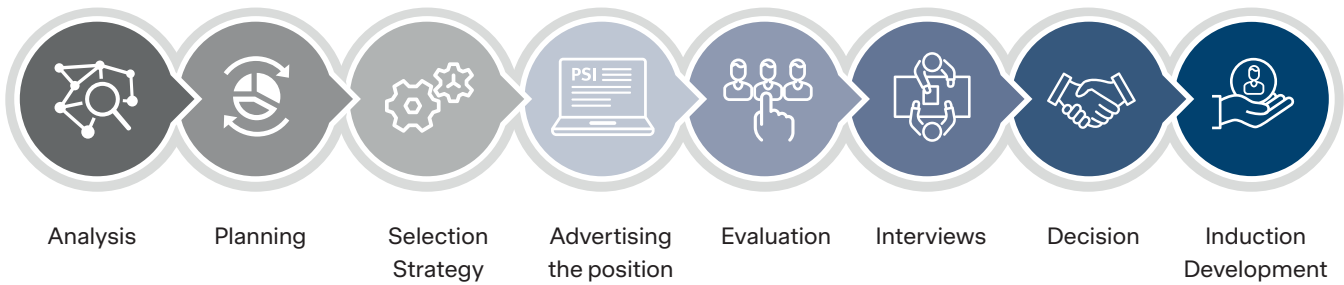 PSI
Analysis
Planning
Selection
Strategy
Advertising
the position
Evaluation
Interviews
Decision
Induction
Development